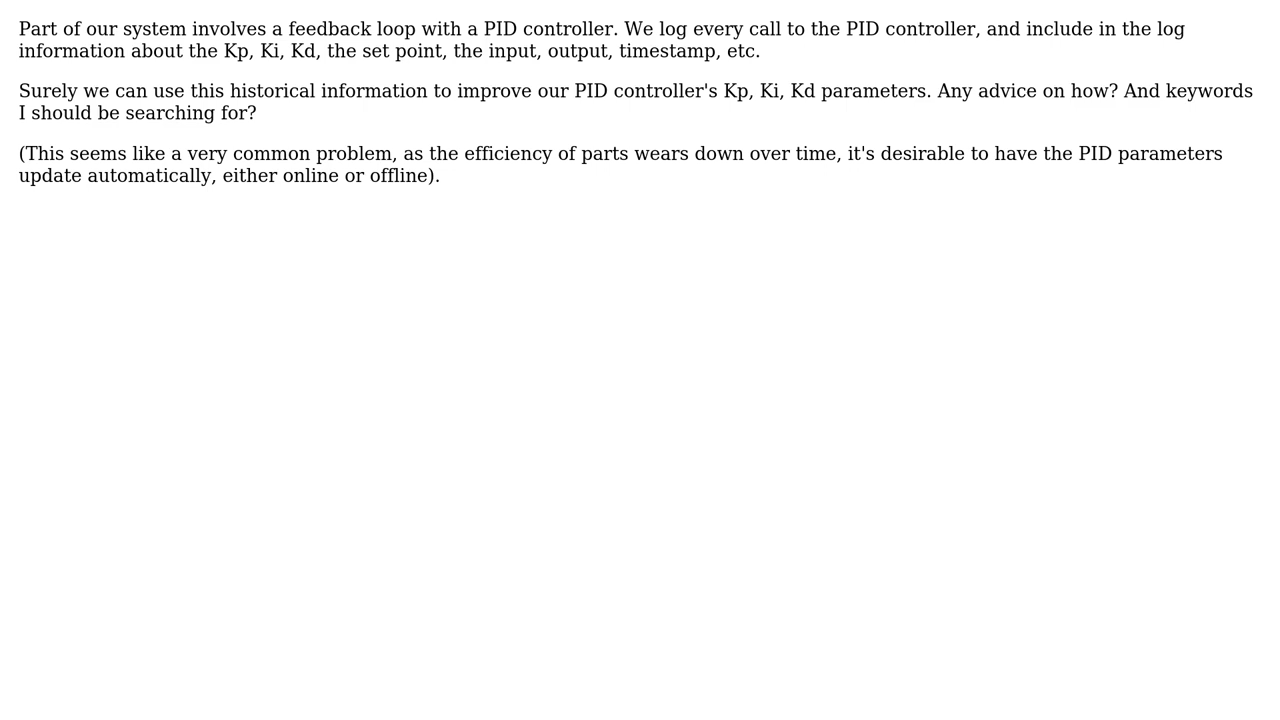 Part of our system involves a feedback loop with a PID controller. We log every call to the PID controller, and include in the log
information about the Kp, Ki, Kd, the set point, the input, output, timestamp, etc.
Surely we can use this historical information to improve our PID controller's Kp, Ki, Kd parameters. Any advice on how? And keywords
I should be searching for?
(This seems like a very common problem, as the efficiency of parts wears down over time, it's desirable to have the PID parameters
update automatically, either online or offline).